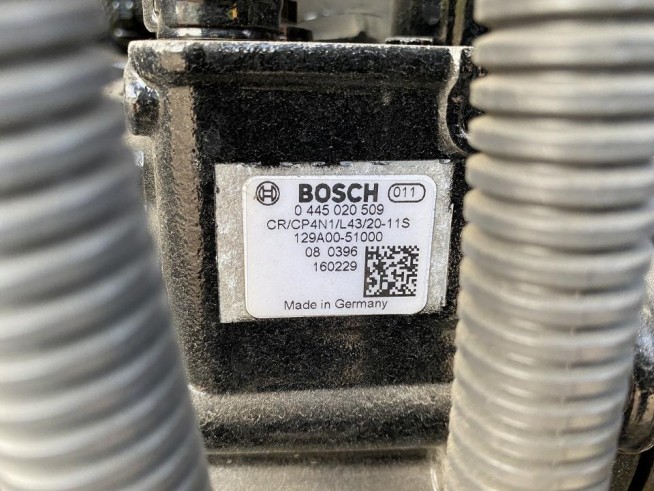 BOSCH 011
0 445 020 509
CR/CP4N1/L43/20-11S
129A00-51000
08 0396
160229
Made in Germany